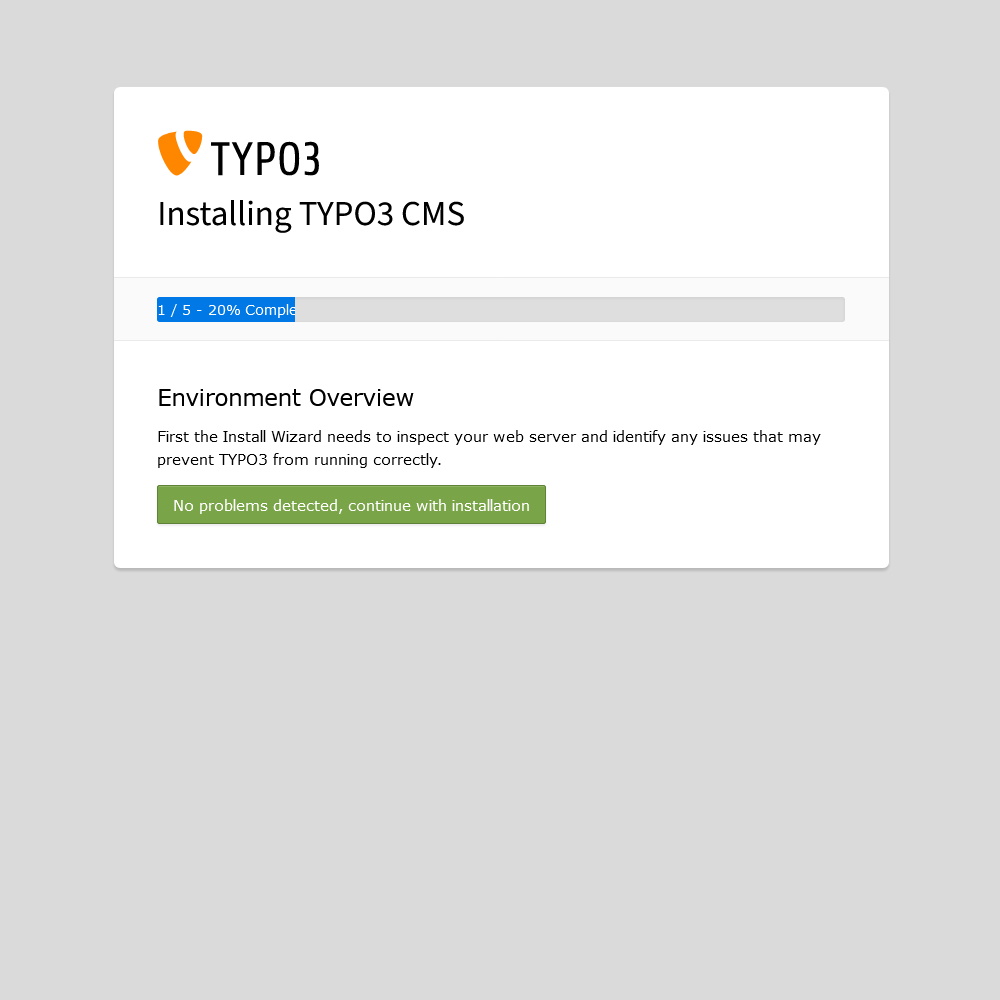 TYPO3
Installing TYPO3 CMS
1 / 5 - 20% Comple
Environment Overview
First the Install Wizard needs to inspect your web server and identify any issues that may
prevent TYPO3 from running correctly.
No problems detected, continue with installation